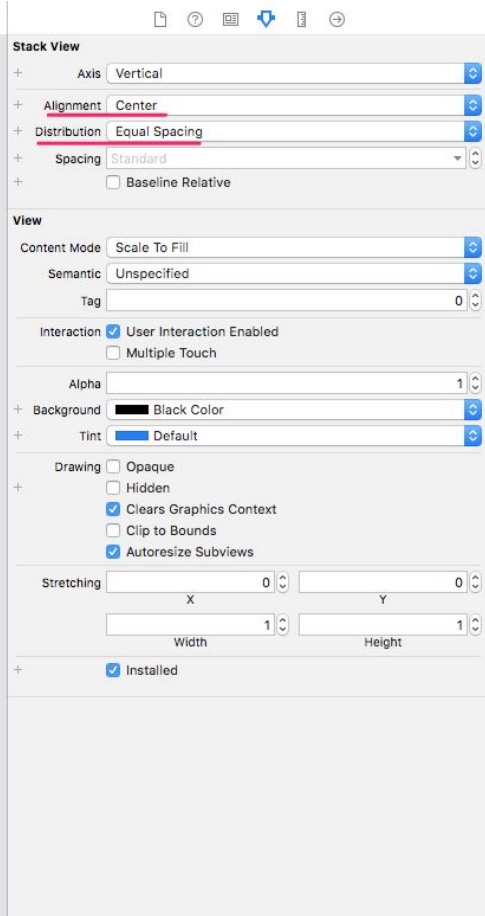 Stack View
+ Axis Vertical
+ Alignment Center
+ Distribution Equal Spacing
+ Spacing Standard
+ Baseline Relative
View
Content Mode Scale To Fill
Semantic Unspecified
Tag 0
Interaction User Interaction Enabled
Multiple Touch
Alpha 1
+ Background Black Color
+ Tint Default
Drawing Opaque
+ Hidden
Clears Graphics Context
Clip to Bounds
Autoresize Subviews
Stretching 0 0
X Y
1 1
Width Height
+ Installed